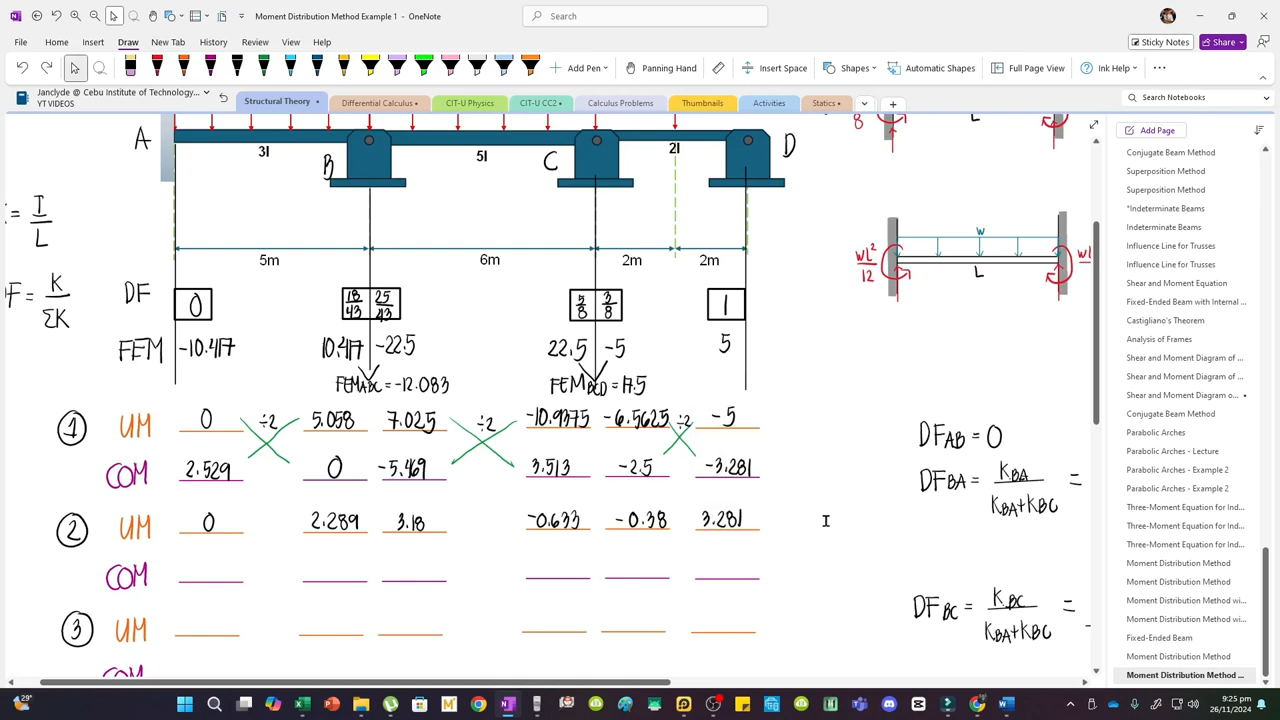 Moment Distribution Method Example 1 - OneNote
Search
File Home Insert Draw New Tab History Review View Help
Sticky Notes Share
Add Pen Panning Hand Insert Space Shapes Automatic Shapes Full Page View Ink Help
Janclyde @ Cebu Institute of Technology...
YT VIDEOS
Structural Theory Differential Calculus CIT-U Physics CIT-U CC2 Calculus Problems Thumbnails Activities Statics
Search Notebooks
Add Page
Conjugate Beam Method
Superposition Method
Superposition Method
*Indeterminate Beams
Indeterminate Beams
Influence Line for Trusses
Influence Line for Trusses
Shear and Moment Equation
Fixed-Ended Beam with Internal ...
Castigliano's Theorem
Analysis of Frames
Shear and Moment Diagram of ...
Shear and Moment Diagram of ...
Shear and Moment Diagram o...
Conjugate Beam Method
Parabolic Arches
Parabolic Arches - Lecture
Parabolic Arches - Example 2
Parabolic Arches - Example 2
Three-Moment Equation for Ind...
Three-Moment Equation for Ind...
Three-Moment Equation for Ind...
Moment Distribution Method
Moment Distribution Method
Moment Distribution Method wi...
Moment Distribution Method wi...
Fixed-Ended Beam
Moment Distribution Method
Moment Distribution Method ...
A 3I B 5I C 2I D
8 L
= I/L
5m 6m 2m 2m
W
WL²/12 L
F = K/ΣK
DF 0 18/43 25/43 5/8 3/8 1
FEM -10.417 10.417 -22.5 22.5 -5 5
FEMABC = -12.083 FEMBCD = 17.5
① UM 0 ÷2 5.058 7.025 ÷2 -10.9375 -6.5625 ÷2 -5
COM 2.529 0 -5.469 3.513 -2.5 -3.281
② UM 0 2.289 3.18 -0.633 -0.38 3.281
COM
③ UM
COM
DFAB = 0
DFBA = KBA/KBA+KBC =
DFBC = KBC/KBA+KBC =
29°
9:25 pm
26/11/2024